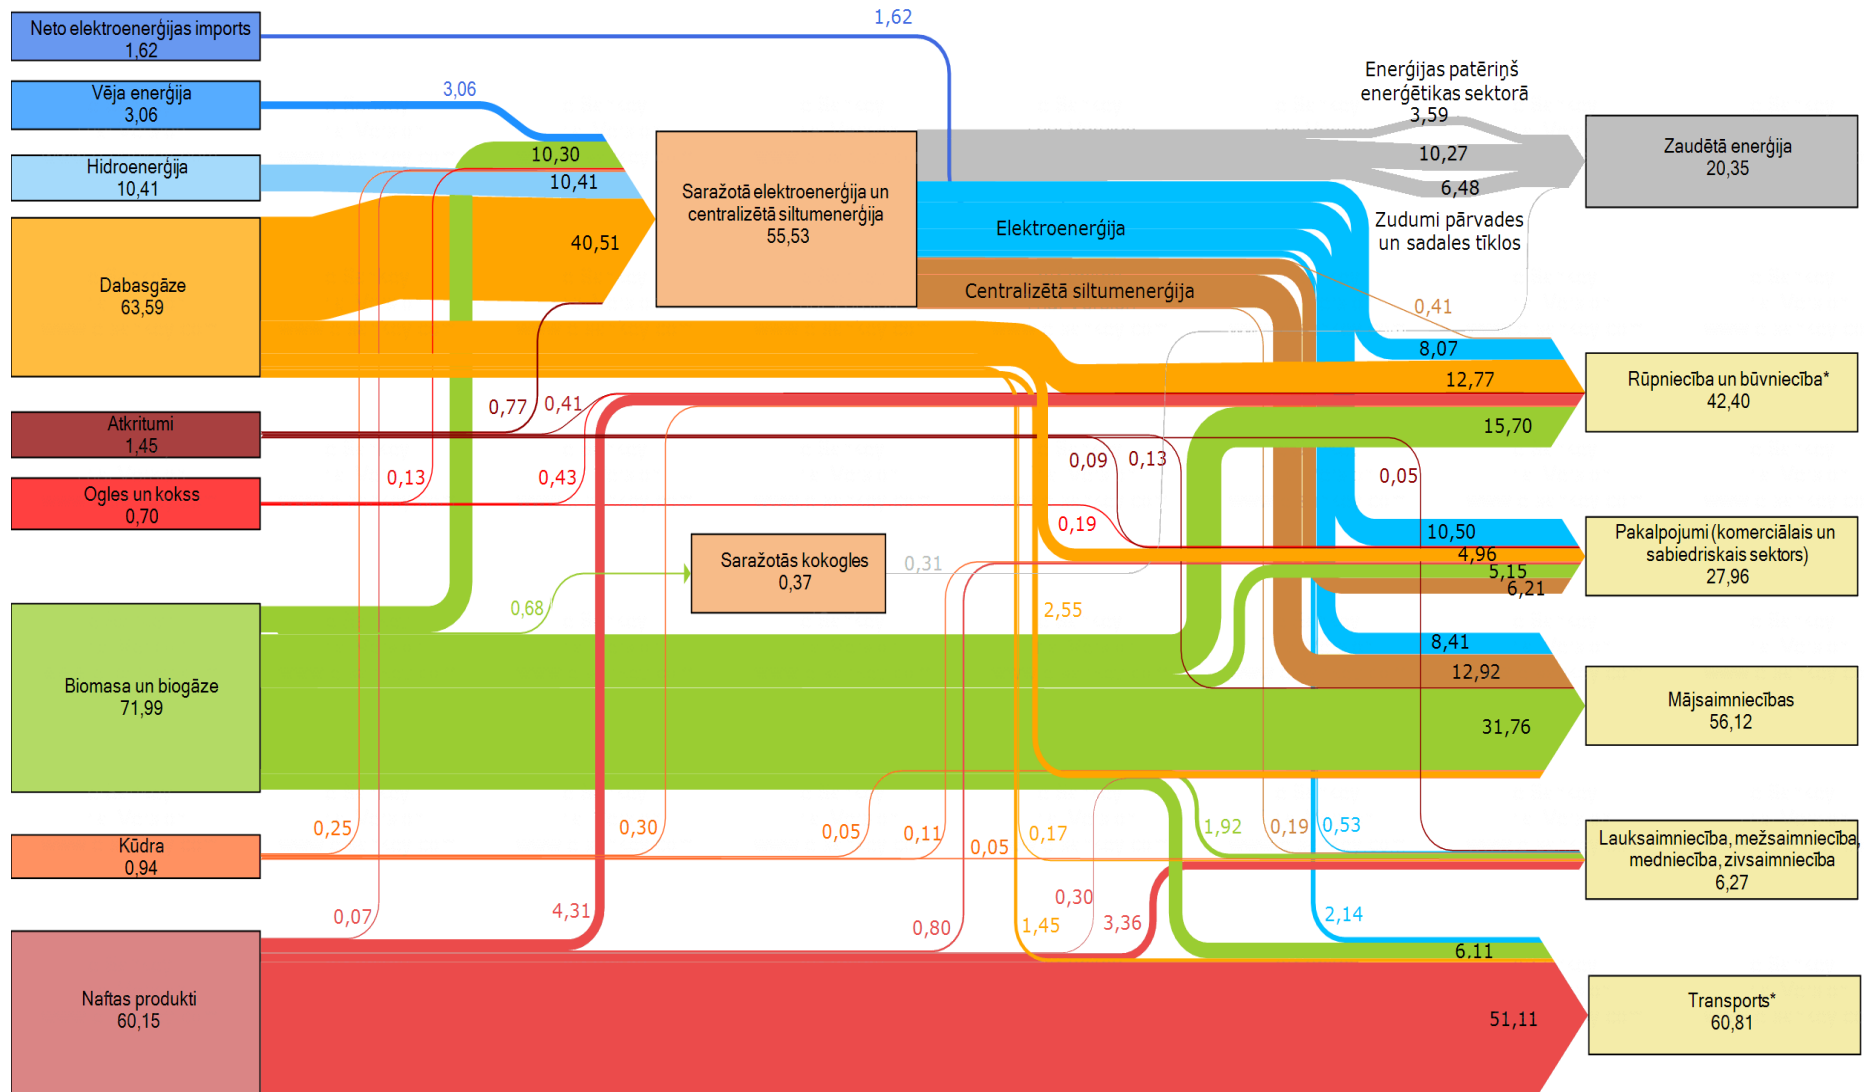 Neto elektroenerģijas imports
1,62
1,62
Vēja enerģija
3,06
3,06
Hidroenerģija
10,41
10,30
10,41
Dabasgāze
63,59
40,51
Atkritumi
1,45
0,77
0,41
Ogles un kokss
0,70
0,13
0,43
Biomasa un biogāze
71,99
0,68
Kūdra
0,94
0,25
0,30
0,05
0,11
0,05
Naftas produkti
60,15
0,07
4,31
0,80
0,30
3,36
Saražotā elektroenerģija un
centralizētā siltumenerģija
55,53
Saražotās kokogles
0,37
0,31
Elektroenerģija
Centralizētā siltumenerģija
Enerģijas patēriņš
enerģētikas sektorā
3,59
10,27
6,48
Zudumi pārvades
un sadales tīklos
Zaudētā enerģija
20,35
0,41
8,07
12,77
15,70
Rūpniecība un būvniecība*
42,40
0,09
0,13
0,05
0,19
10,50
4,96
5,15
6,21
Pakalpojumi (komerciālais un
sabiedriskais sektors)
27,96
2,55
8,41
12,92
31,76
Mājsaimniecības
56,12
0,17
1,92
0,19
0,53
Lauksaimniecība, mežsaimniecība,
medniecība, zivsaimniecība
6,27
1,45
2,14
6,11
51,11
Transports*
60,81